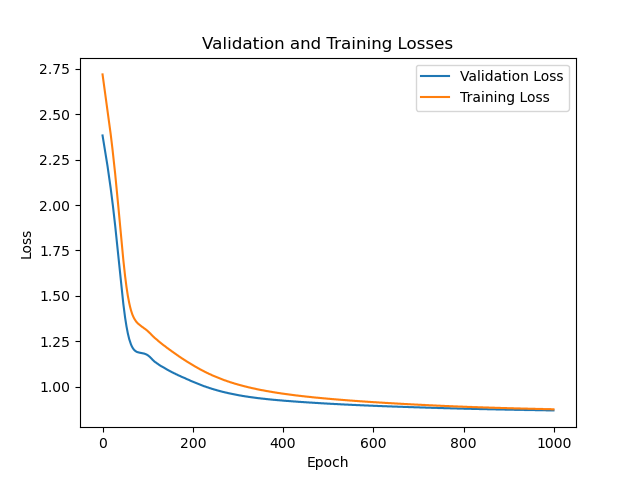 Validation and Training Losses
Validation Loss
Training Loss
2.75
2.50
2.25
2.00
1.75
1.50
1.25
1.00
Loss
0
200
400
600
800
1000
Epoch